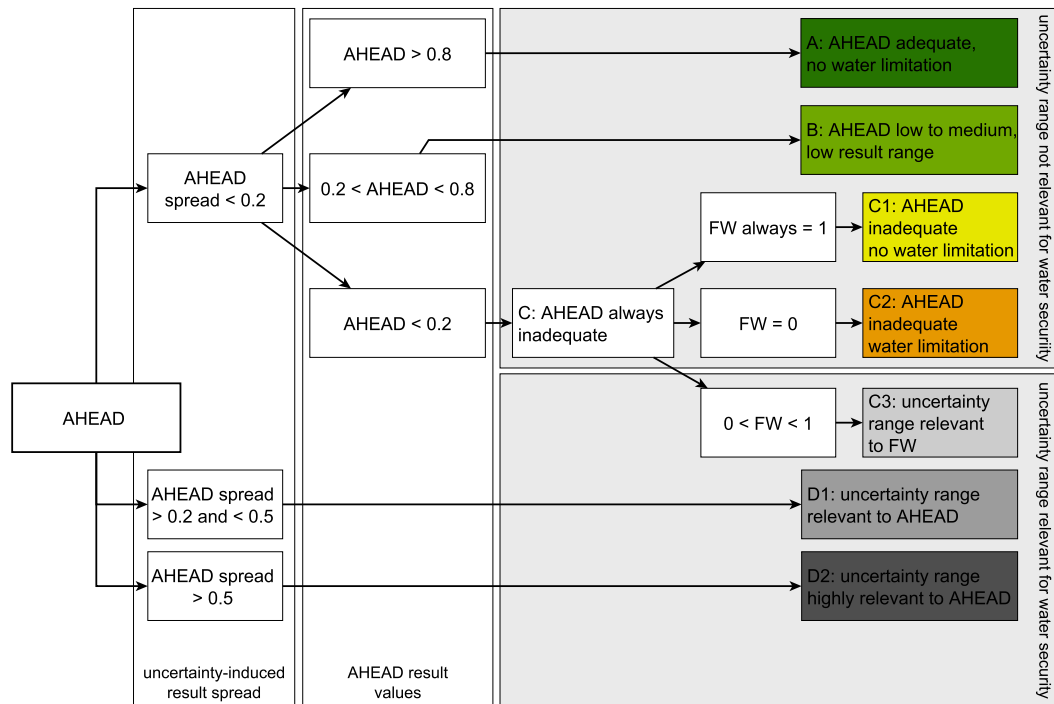 AHEAD
AHEAD
spread < 0.2
AHEAD spread
> 0.2 and < 0.5
AHEAD spread
> 0.5
uncertainty-induced
result spread
AHEAD > 0.8
0.2 < AHEAD < 0.8
AHEAD < 0.2
AHEAD result
values
C: AHEAD always
inadequate
FW always = 1
FW = 0
0 < FW < 1
A: AHEAD adequate,
no water limitation
B: AHEAD low to medium,
low result range
C1: AHEAD
inadequate
no water limitation
C2: AHEAD
inadequate
water limitation
C3: uncertainty
range relevant
to FW
D1: uncertainty range
relevant to AHEAD
D2: uncertainty range
highly relevant to AHEAD
uncertainty range not relevant for water securiity
uncertainty range relevant for water security